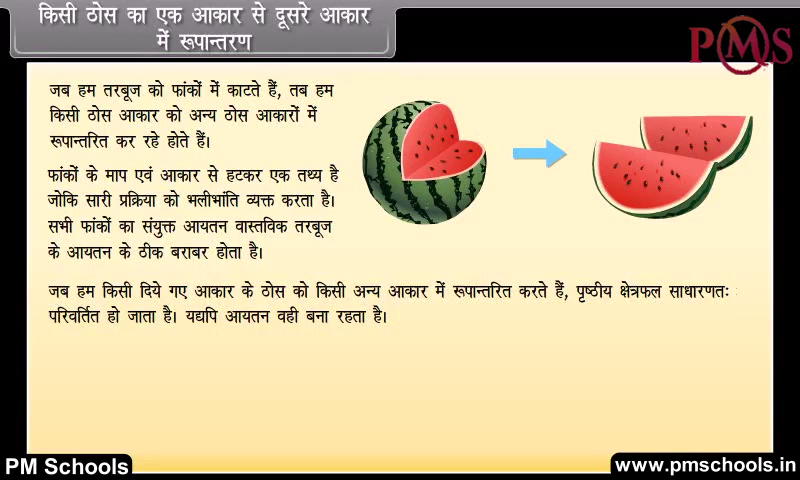 किसी ठोस का एक आकार से दूसरे आकार
में रूपान्तरण
PMS
जब हम तरबूज को फांकों में काटते हैं, तब हम
किसी ठोस आकार को अन्य ठोस आकारों में
रूपान्तरित कर रहे होते हैं।
फांकों के माप एवं आकार से हटकर एक तथ्य है
जोकि सारी प्रक्रिया को भलीभांति व्यक्त करता है।
सभी फांकों का संयुक्त आयतन वास्तविक तरबूज
के आयतन के ठीक बराबर होता है।
जब हम किसी दिये गए आकार के ठोस को किसी अन्य आकार में रूपान्तरित करते हैं, पृष्ठीय क्षेत्रफल साधारणतः
परिवर्तित हो जाता है। यद्यपि आयतन वही बना रहता है।
PM Schools
www.pmschools.in